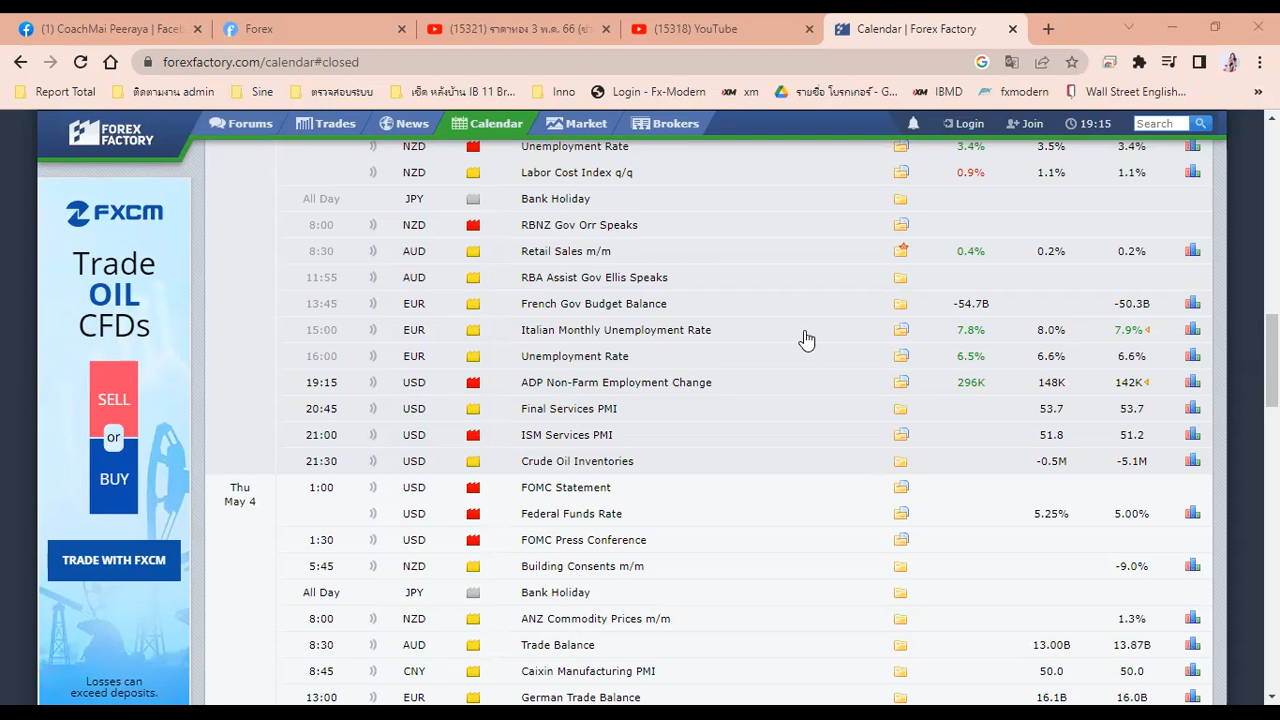 (1) CoachMai Peeraya | Faceb
Forex
(15321) ราคาทอง 3 พ.ค. 66 (ช่
(15318) YouTube
Calendar | Forex Factory
forexfactory.com/calendar#closed
Report Total
ติดตามงาน admin
Sine
ตรวจสอบระบบ
เช็ด หลังบ้าน IB 11 Br...
Inno
Login - Fx-Modern
xm
รายชื่อ โบรกเกอร์ - G...
IBMD
fxmodern
Wall Street English...
FOREX
FACTORY
Forums
Trades
News
Calendar
Market
Brokers
Login
Join
19:15
Search
FXCM
Trade
OIL
CFDs
SELL
or
BUY
TRADE WITH FXCM
Losses can
exceed deposits.
NZD Unemployment Rate 3.4% 3.5% 3.4%
NZD Labor Cost Index q/q 0.9% 1.1% 1.1%
All Day JPY Bank Holiday
8:00 NZD RBNZ Gov Orr Speaks
8:30 AUD Retail Sales m/m 0.4% 0.2% 0.2%
11:55 AUD RBA Assist Gov Ellis Speaks
13:45 EUR French Gov Budget Balance -54.7B -50.3B
15:00 EUR Italian Monthly Unemployment Rate 7.8% 8.0% 7.9%
16:00 EUR Unemployment Rate 6.5% 6.6% 6.6%
19:15 USD ADP Non-Farm Employment Change 296K 148K 142K
20:45 USD Final Services PMI 53.7 53.7
21:00 USD ISM Services PMI 51.8 51.2
21:30 USD Crude Oil Inventories -0.5M -5.1M
Thu 1:00 USD FOMC Statement
May 4
USD Federal Funds Rate 5.25% 5.00%
1:30 USD FOMC Press Conference
5:45 NZD Building Consents m/m -9.0%
All Day JPY Bank Holiday
8:00 NZD ANZ Commodity Prices m/m 1.3%
8:30 AUD Trade Balance 13.00B 13.87B
8:45 CNY Caixin Manufacturing PMI 50.0 50.0
13:00 EUR German Trade Balance 16.1B 16.0B